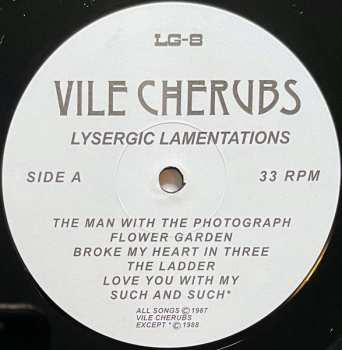 LG-8
VILE CHERUBS
LYSERGIC LAMENTATIONS
SIDE A 33 RPM
THE MAN WITH THE PHOTOGRAPH
FLOWER GARDEN
BROKE MY HEART IN THREE
THE LADDER
LOVE YOU WITH MY
SUCH AND SUCH*
ALL SONGS ©1987
VILE CHERUBS
EXCEPT * ©1988